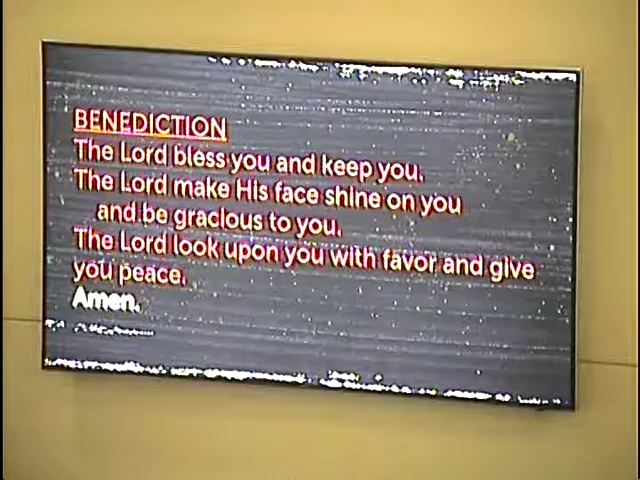 BENEDICTION
The Lord bless you and keep you.
The Lord make His face shine on you
and be gracious to you.
The Lord look upon you with favor and give
you peace.
Amen.